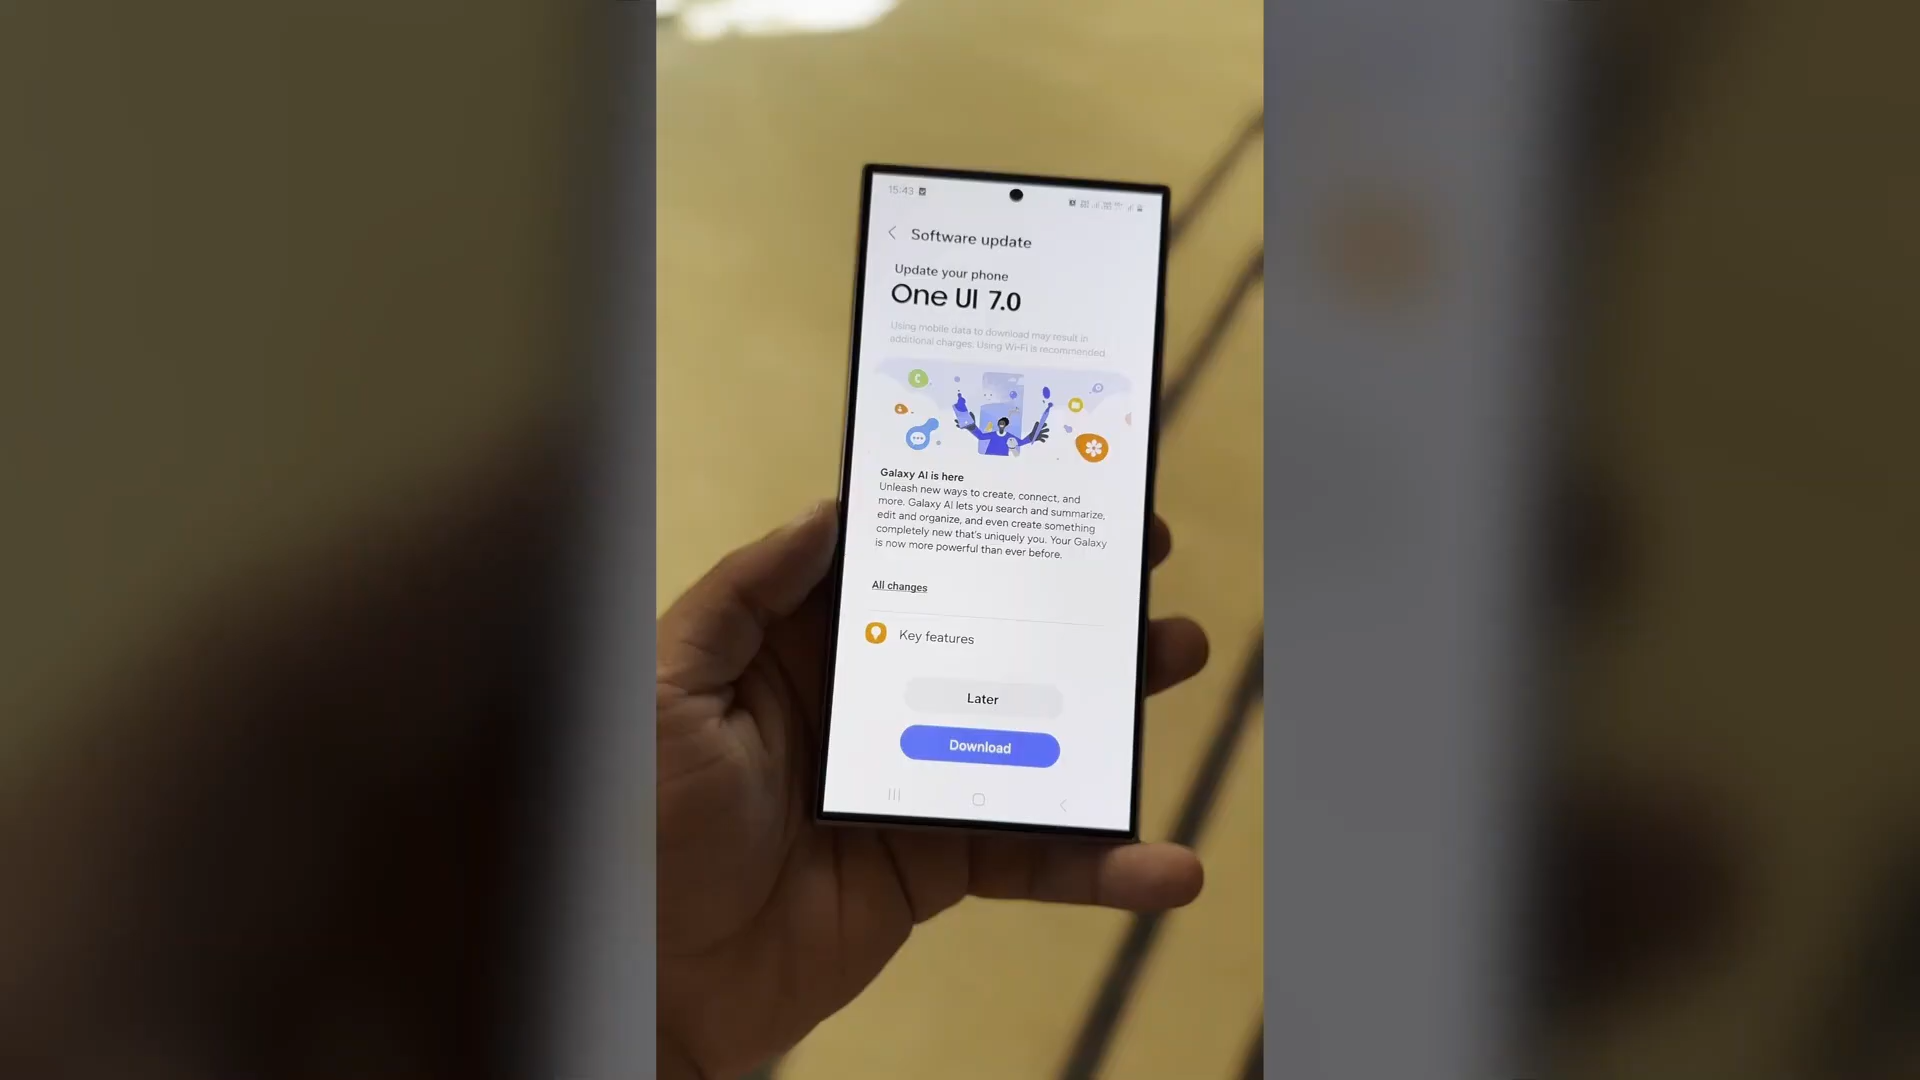 15:43
Software update
Update your phone
One UI 7.0
Using mobile data to download may result in
additional charges. Using Wi-Fi is recommended.
Galaxy AI is here
Unleash new ways to create, connect, and
more. Galaxy AI lets you search and summarize,
edit and organize, and even create something
completely new that's uniquely you. Your Galaxy
is now more powerful than ever before.
All changes
Key features
Later
Download